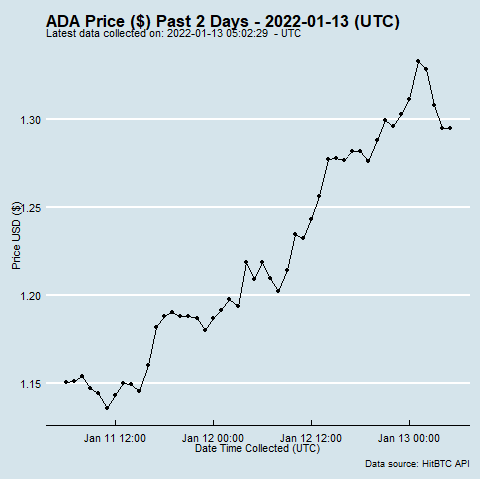 ADA Price ($) Past 2 Days - 2022-01-13 (UTC)
Latest data collected on: 2022-01-13 05:02:29 - UTC
1.30
1.25
1.20
1.15
Price USD ($)
Jan 11 12:00
Jan 12 00:00
Jan 12 12:00
Jan 13 00:00
Date Time Collected (UTC)
Data source: HitBTC API